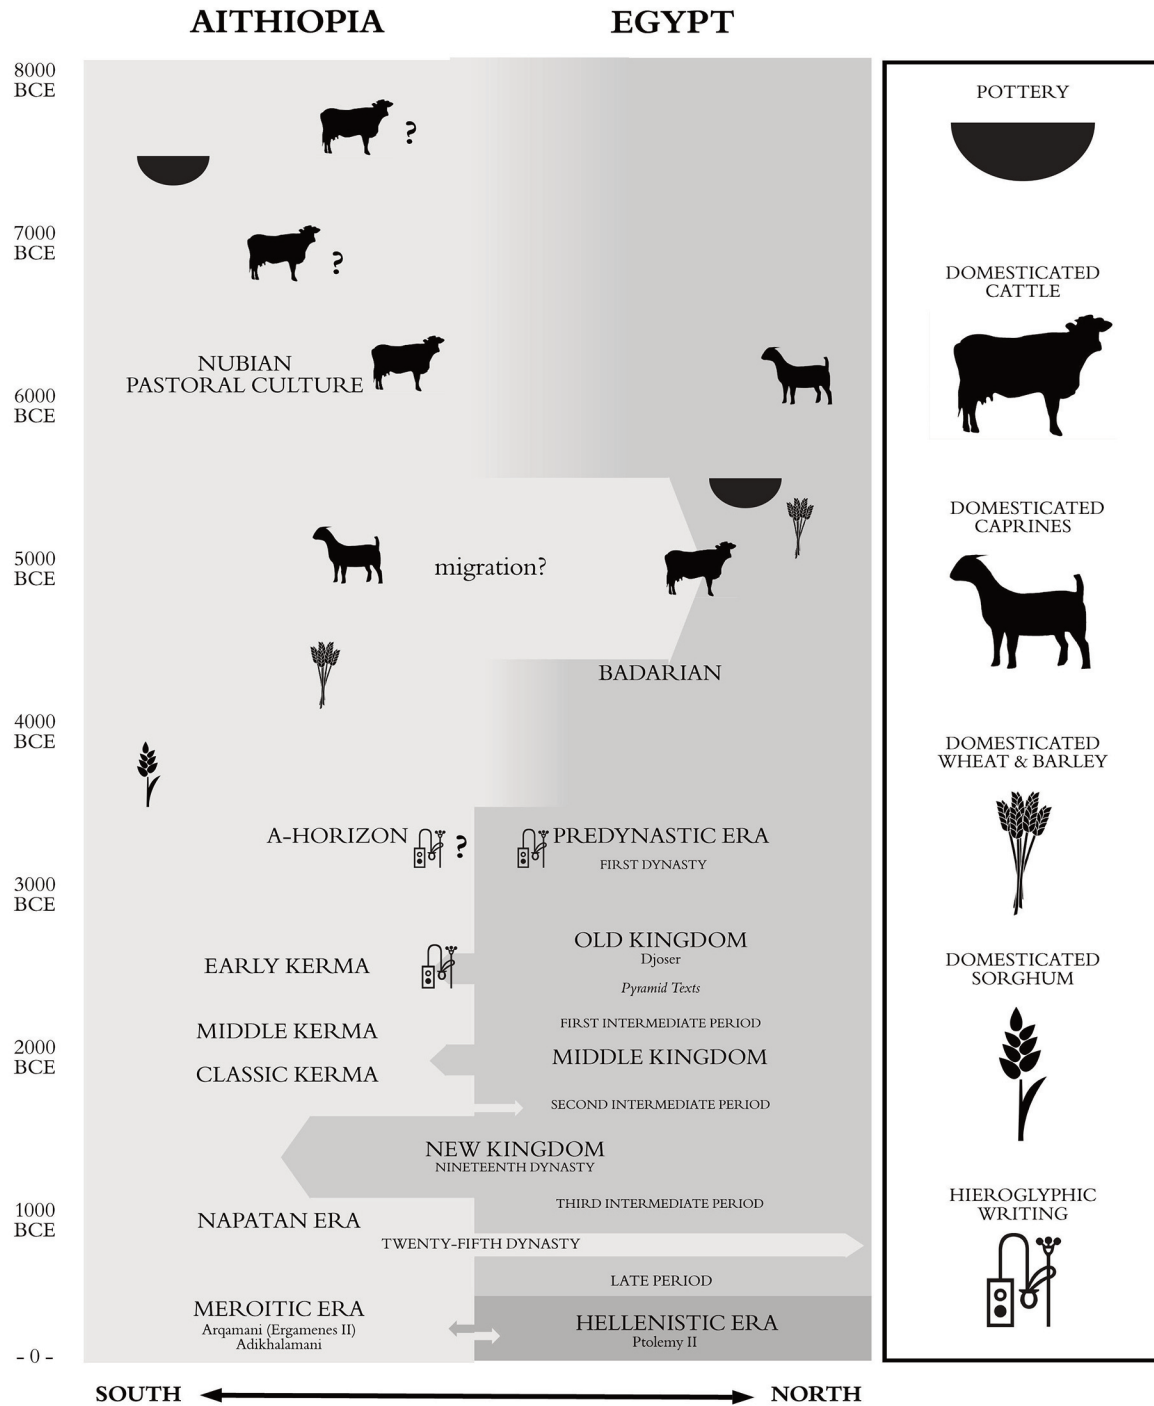 AITHIOPIA
EGYPT
8000
BCE
POTTERY
?
7000
BCE
?
DOMESTICATED
CATTLE
NUBIAN
PASTORAL CULTURE
6000
BCE
DOMESTICATED
CAPRINES
5000
BCE
migration?
BADARIAN
4000
BCE
DOMESTICATED
WHEAT & BARLEY
A-HORIZON
?
PREDYNASTIC ERA
FIRST DYNASTY
3000
BCE
OLD KINGDOM
Djoser
Pyramid Texts
EARLY KERMA
DOMESTICATED
SORGHUM
FIRST INTERMEDIATE PERIOD
MIDDLE KERMA
2000
BCE
MIDDLE KINGDOM
CLASSIC KERMA
SECOND INTERMEDIATE PERIOD
NEW KINGDOM
NINETEENTH DYNASTY
HIEROGLYPHIC
WRITING
THIRD INTERMEDIATE PERIOD
1000
BCE
NAPATAN ERA
TWENTY-FIFTH DYNASTY
LATE PERIOD
MEROITIC ERA
Arqamani (Ergamenes II)
Adikhalamani
HELLENISTIC ERA
Ptolemy II
- 0 -
SOUTH
NORTH